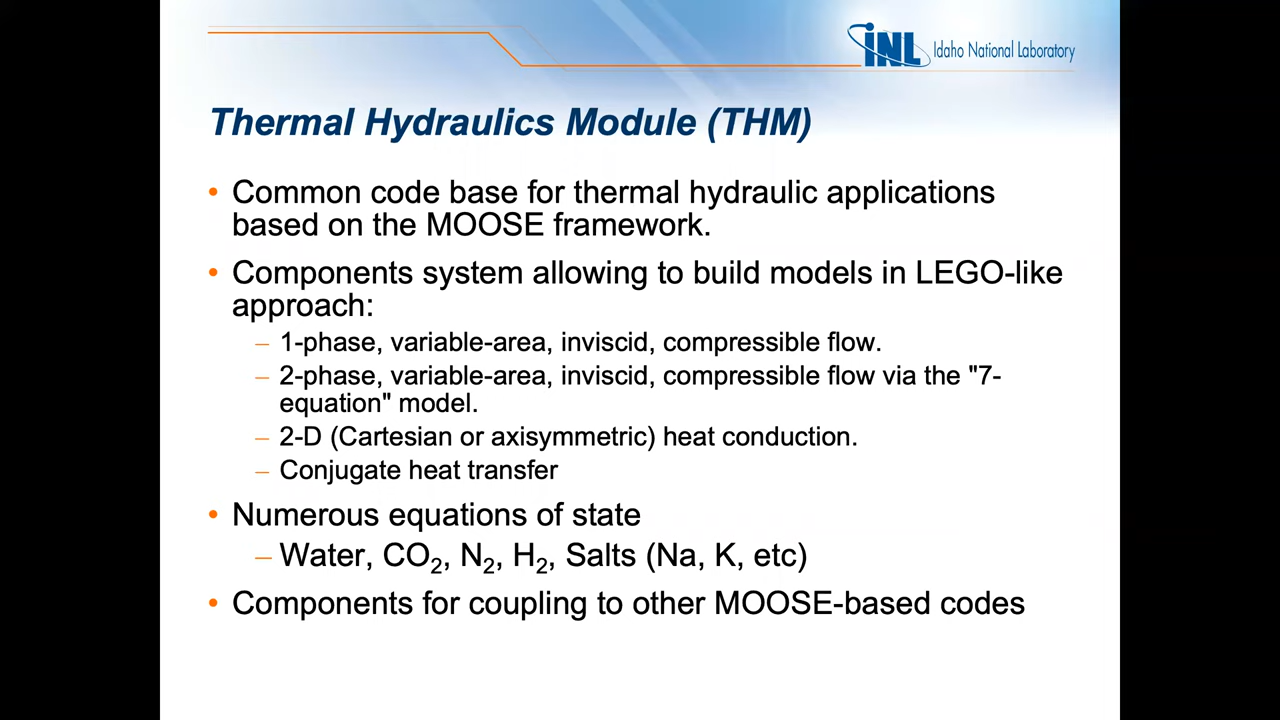 INL Idaho National Laboratory
Thermal Hydraulics Module (THM)
• Common code base for thermal hydraulic applications
based on the MOOSE framework.
• Components system allowing to build models in LEGO-like
approach:
– 1-phase, variable-area, inviscid, compressible flow.
– 2-phase, variable-area, inviscid, compressible flow via the "7-
equation" model.
– 2-D (Cartesian or axisymmetric) heat conduction.
– Conjugate heat transfer
• Numerous equations of state
– Water, CO₂, N₂, H₂, Salts (Na, K, etc)
• Components for coupling to other MOOSE-based codes